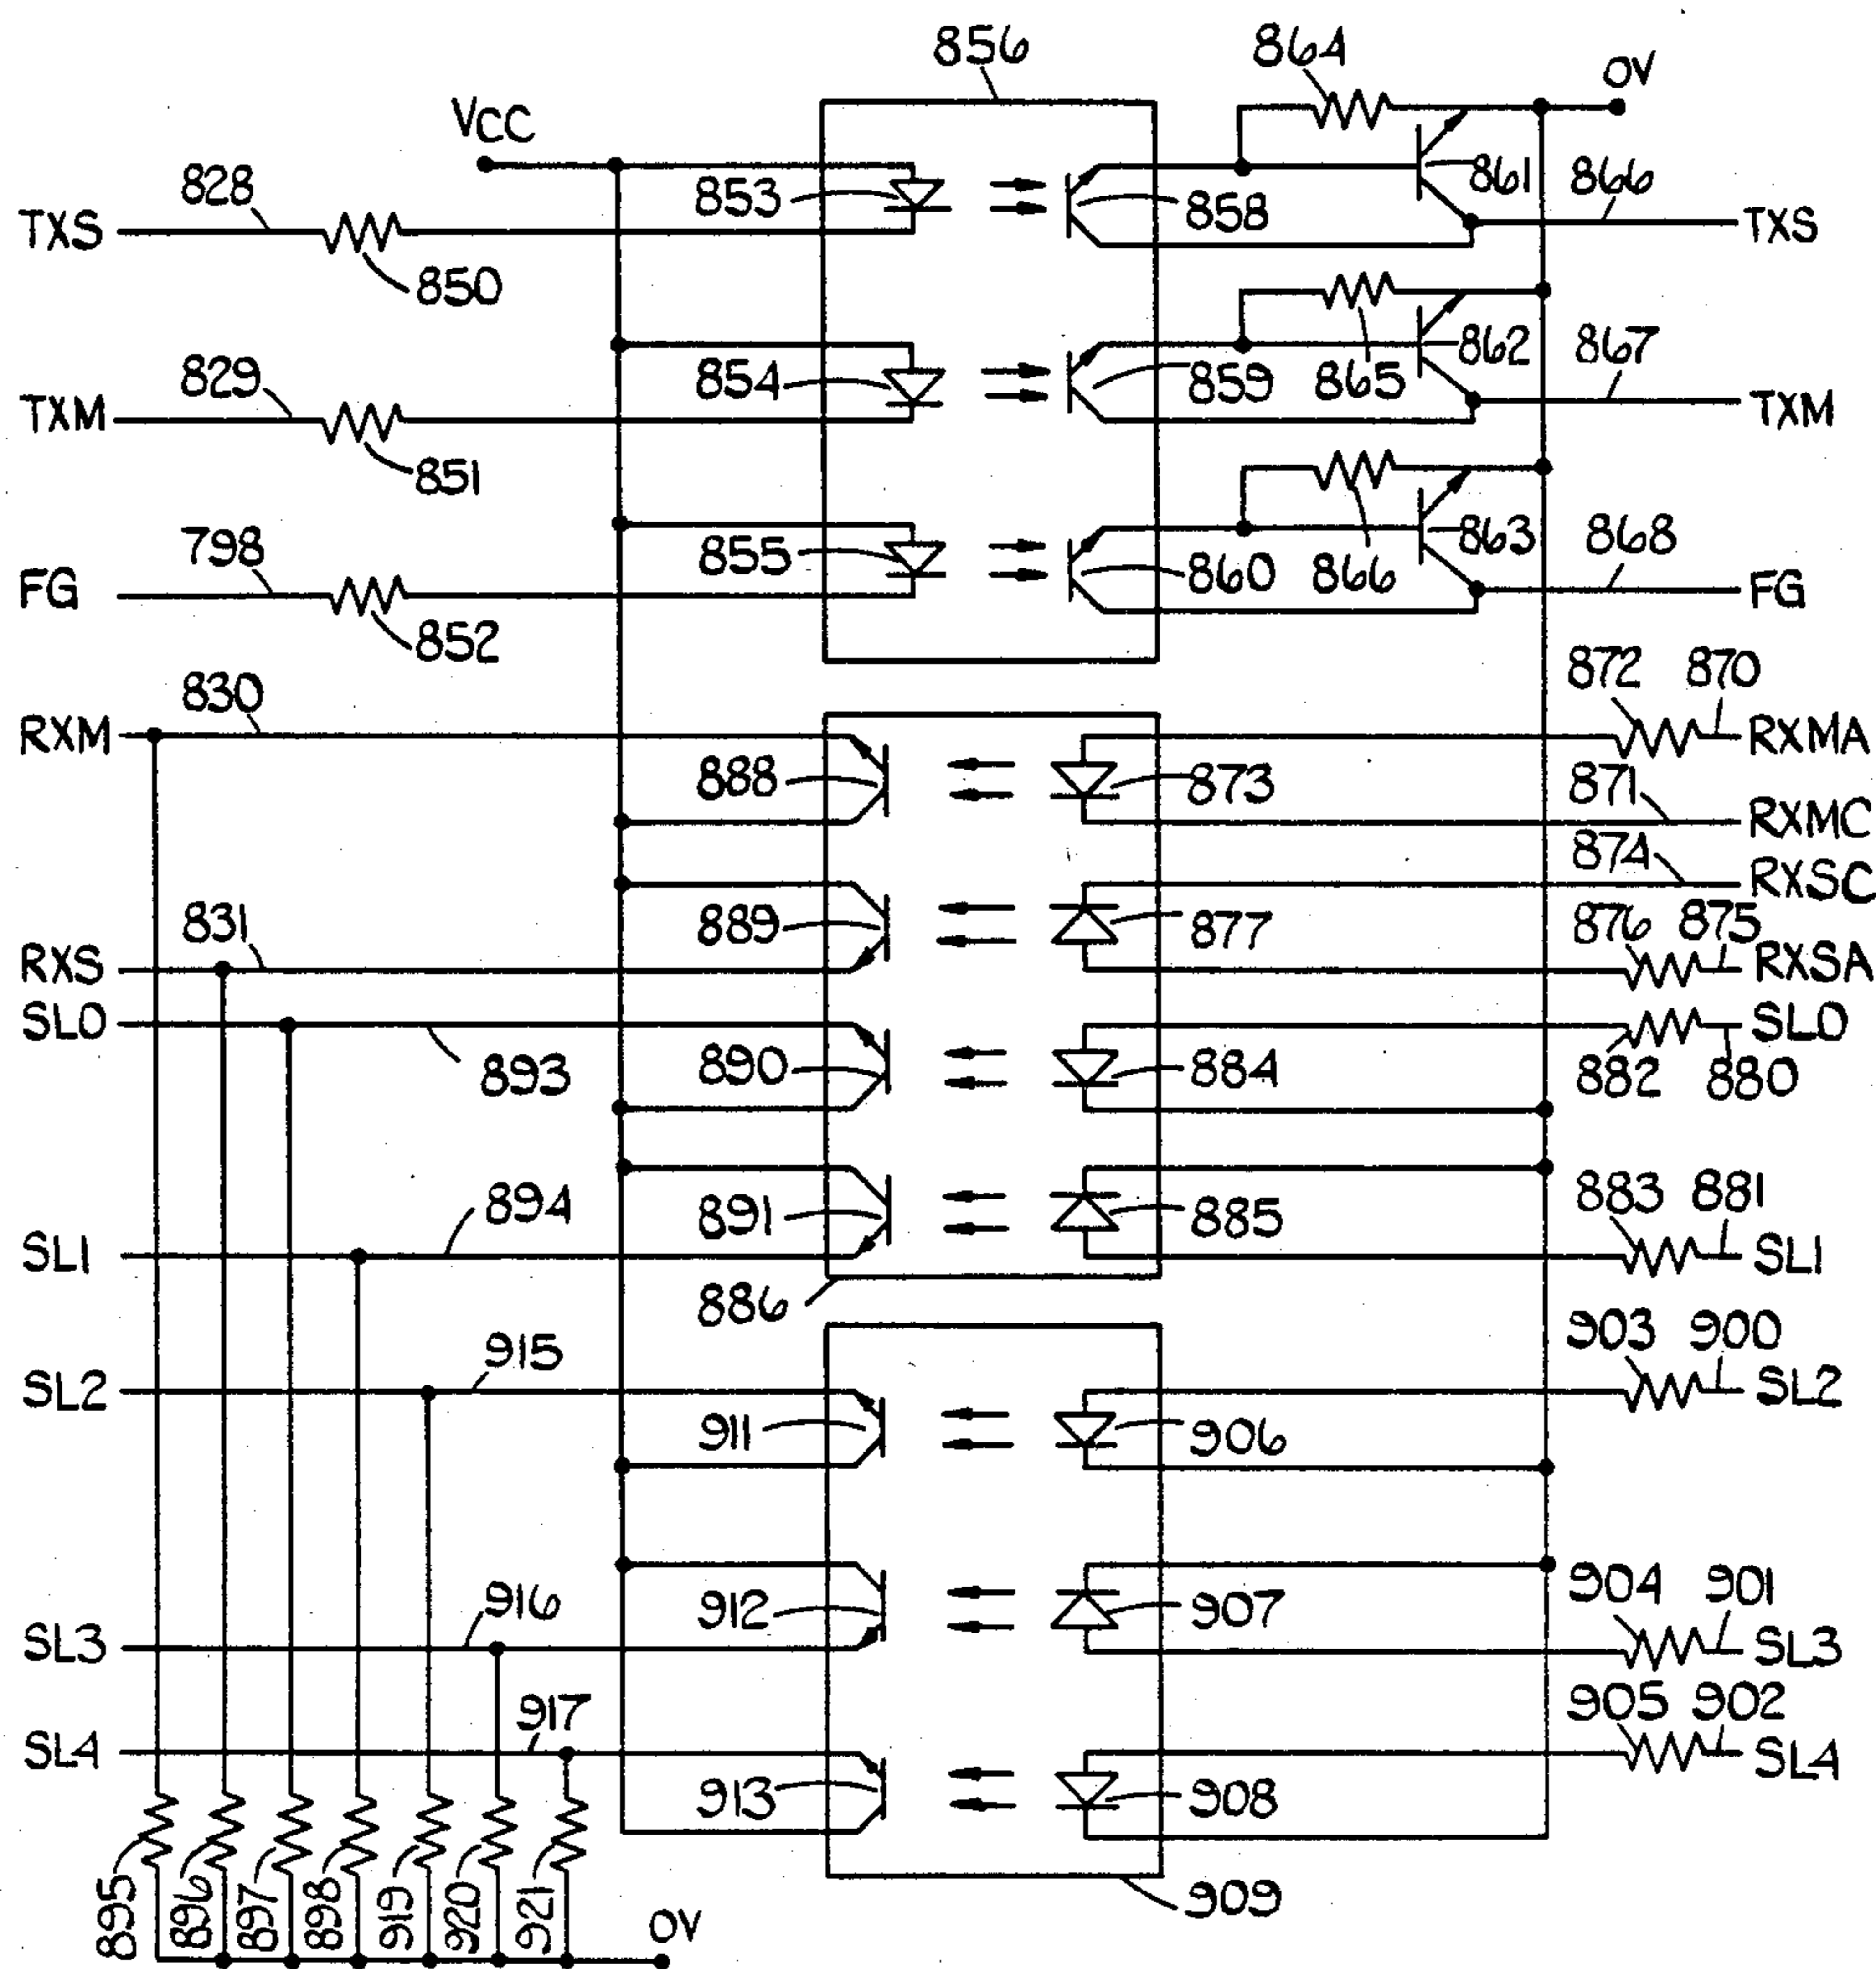 856
864
0V
VCC
828
853
858
861
866
TXS
TXS
850
829
854
859
865
862
867
TXM
TXM
851
798
855
860
866
863
868
FG
FG
852
872
870
830
RXM
RXMA
888
873
871
RXMC
874
RXSC
831
889
877
876
875
RXS
RXSA
SL0
SL0
893
890
884
882
880
894
891
885
883
881
SL1
SL1
886
903
900
915
SL2
SL2
911
906
916
912
907
904
901
SL3
SL3
917
905
902
SL4
SL4
913
908
895
896
897
898
919
920
921
0V
909